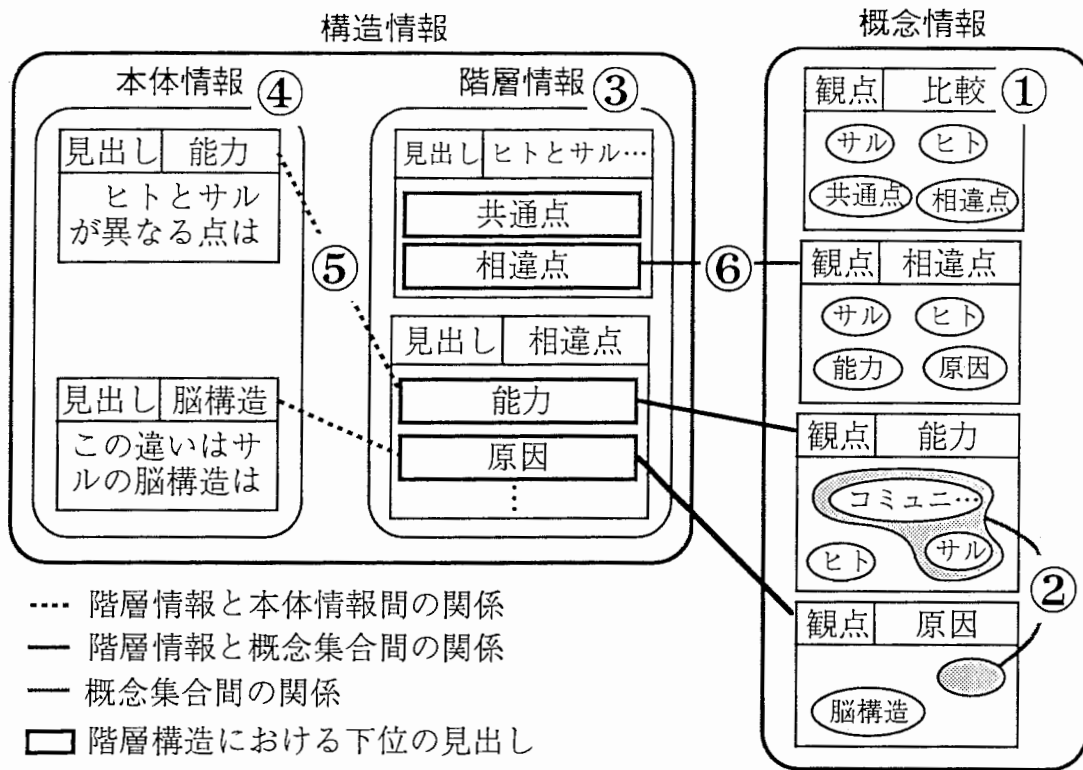 構造情報
本体情報 ④
見出し 能力
ヒトとサル
が異なる点は
見出し 脳構造
この違いはサ
ルの脳構造は
⑤
階層情報 ③
見出し ヒトとサル…
共通点
相違点
見出し 相違点
能力
原因
⋮
⑥
概念情報
観点 比較 ①
サル ヒト
共通点 相違点
観点 相違点
サル ヒト
能力 原因
観点 能力
コミュニ…
ヒト サル
②
観点 原因
脳構造
階層情報と本体情報間の関係
階層情報と概念集合間の関係
概念集合間の関係
階層構造における下位の見出し